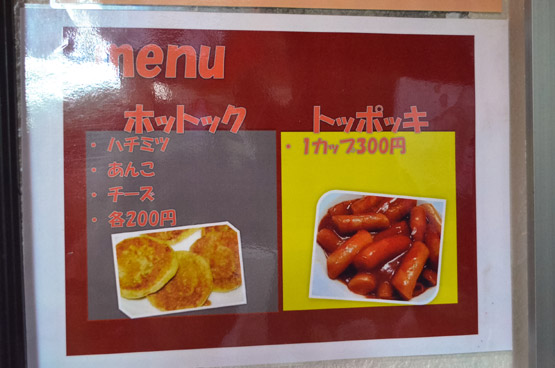 menu
ホットック
・ハチミツ
・あんこ
・チーズ
・各200円
トッポッキ
・1カップ300円